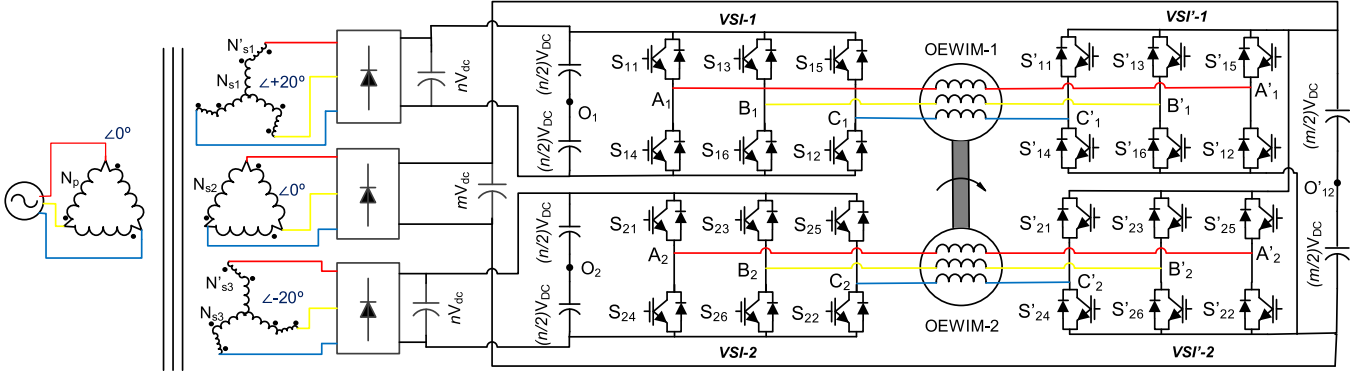 VSI-1
VSI'-1
N's1
Ns1
∠+20°
nVdc
(n/2)VDC
(n/2)VDC
O1
S11
S13
S15
A1
B1
C1
S14
S16
S12
OEWIM-1
S'11
S'13
S'15
A'1
B'1
C'1
S'14
S'16
S'12
(m/2)VDC
∠0°
Np
Ns2
∠0°
mVDC
O'12
N's3
∠-20°
Ns3
nVdc
(n/2)VDC
(n/2)VDC
O2
S21
S23
S25
A2
B2
C2
S24
S26
S22
OEWIM-2
S'21
S'23
S'25
A'2
B'2
C'2
S'24
S'26
S'22
(m/2)VDC
VSI-2
VSI'-2